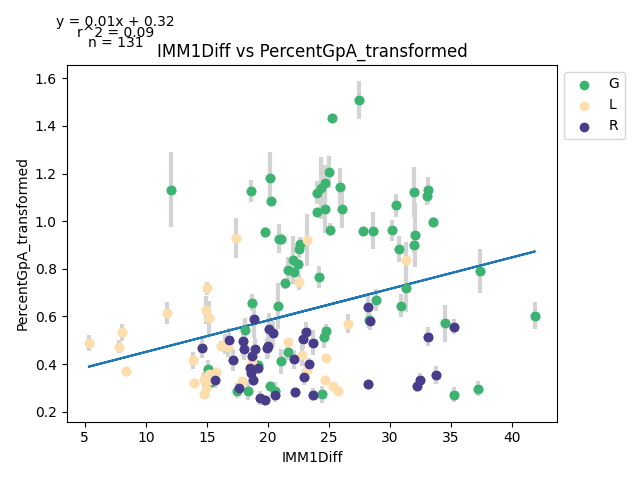 y = 0.01x + 0.32
r^2 = 0.09
n = 131
IMM1Diff vs PercentGpA_transformed
G
L
R
PercentGpA_transformed
1.6
1.4
1.2
1.0
0.8
0.6
0.4
0.2
5 10 15 20 25 30 35 40
IMM1Diff